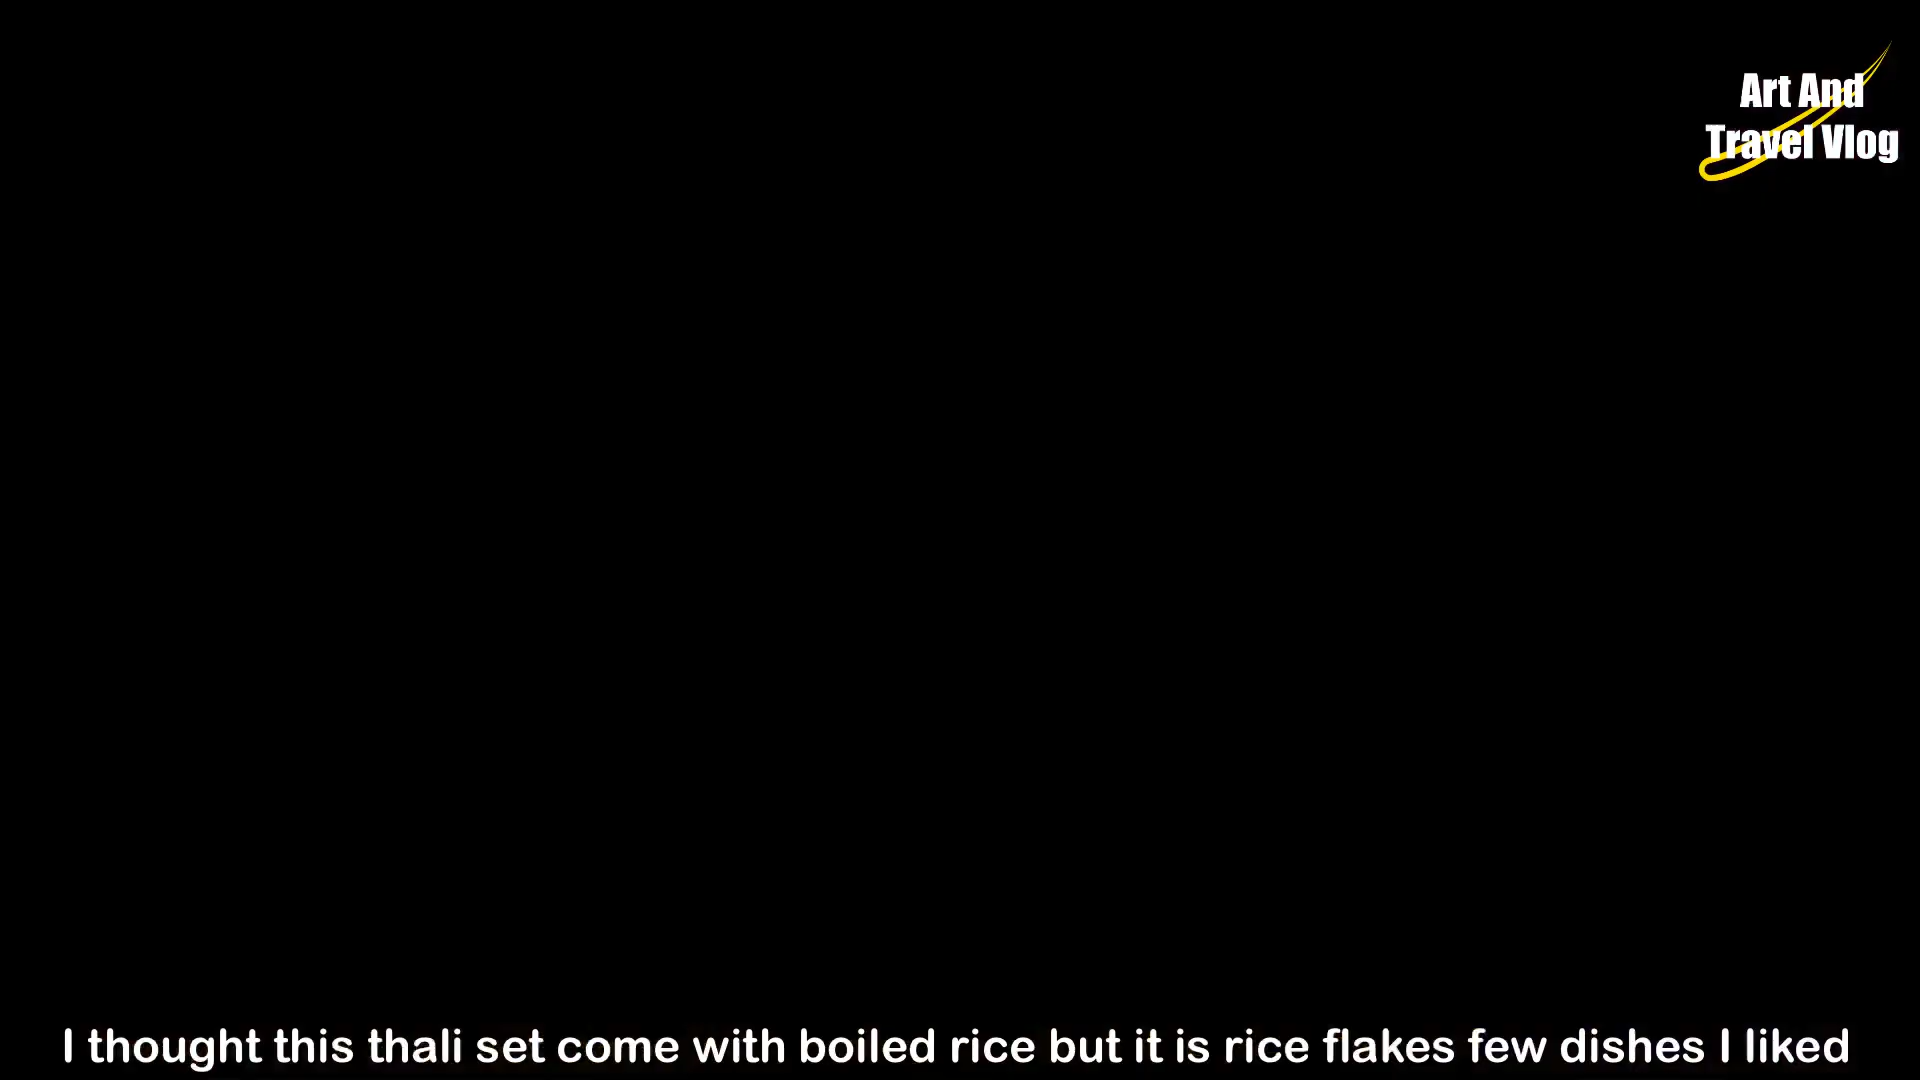 Art And
Travel Vlog
I thought this thali set come with boiled rice but it is rice flakes few dishes I liked